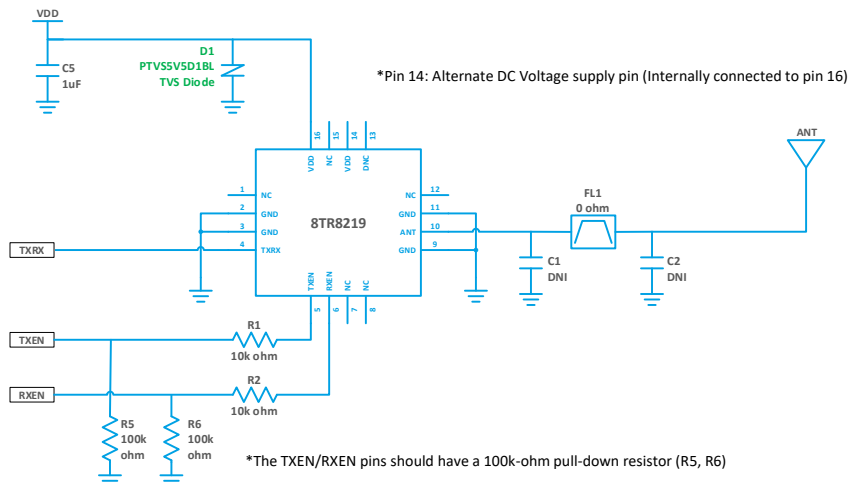 VDD
C5
1uF
D1
PTVS5V5D1BL
TVS Diode
*Pin 14: Alternate DC Voltage supply pin (Internally connected to pin 16)
ANT
16
15
14
13
VDD
NC
VDD
DNC
1
NC
2
GND
3
GND
4
TXRX
8TR8219
NC
12
GND
11
ANT
10
GND
9
TXEN
RXEN
NC
NC
5
6
7
8
FL1
0 ohm
C1
DNI
C2
DNI
TXRX
TXEN
RXEN
R1
10k ohm
R2
10k ohm
R5
100k
ohm
R6
100k
ohm
*The TXEN/RXEN pins should have a 100k-ohm pull-down resistor (R5, R6)